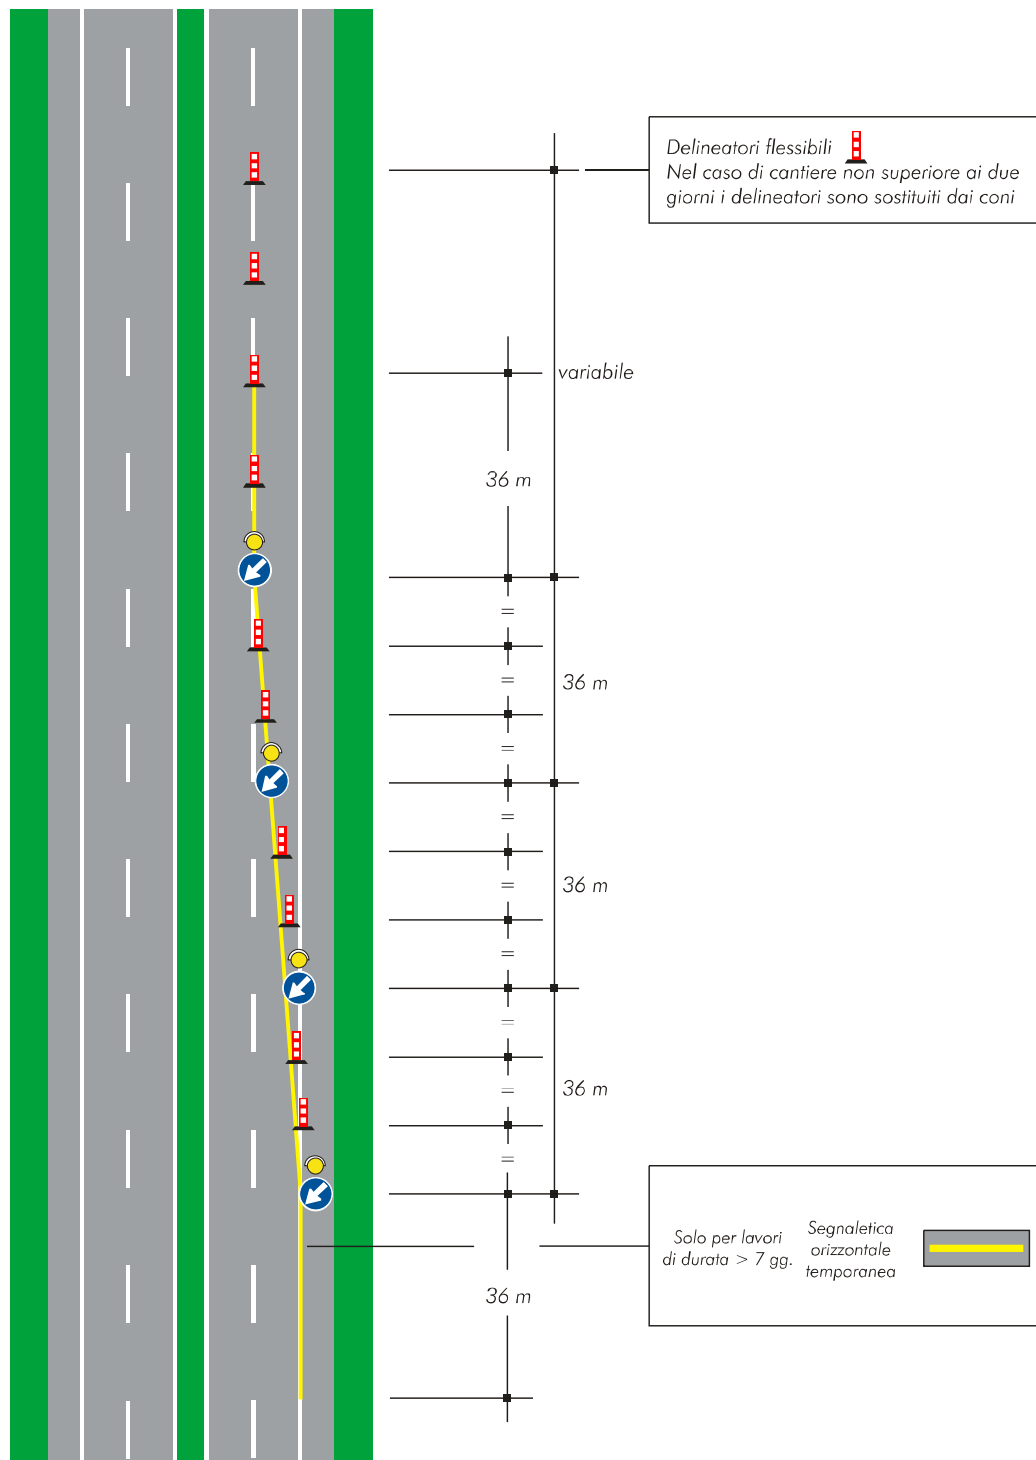 Delineatori flessibili
Nel caso di cantiere non superiore ai due
giorni i delineatori sono sostituiti dai coni
variabile
36 m
=
=
36 m
=
=
=
36 m
=
=
=
36 m
=
Solo per lavori
di durata > 7 gg.
Segnaletica
orizzontale
temporanea
36 m